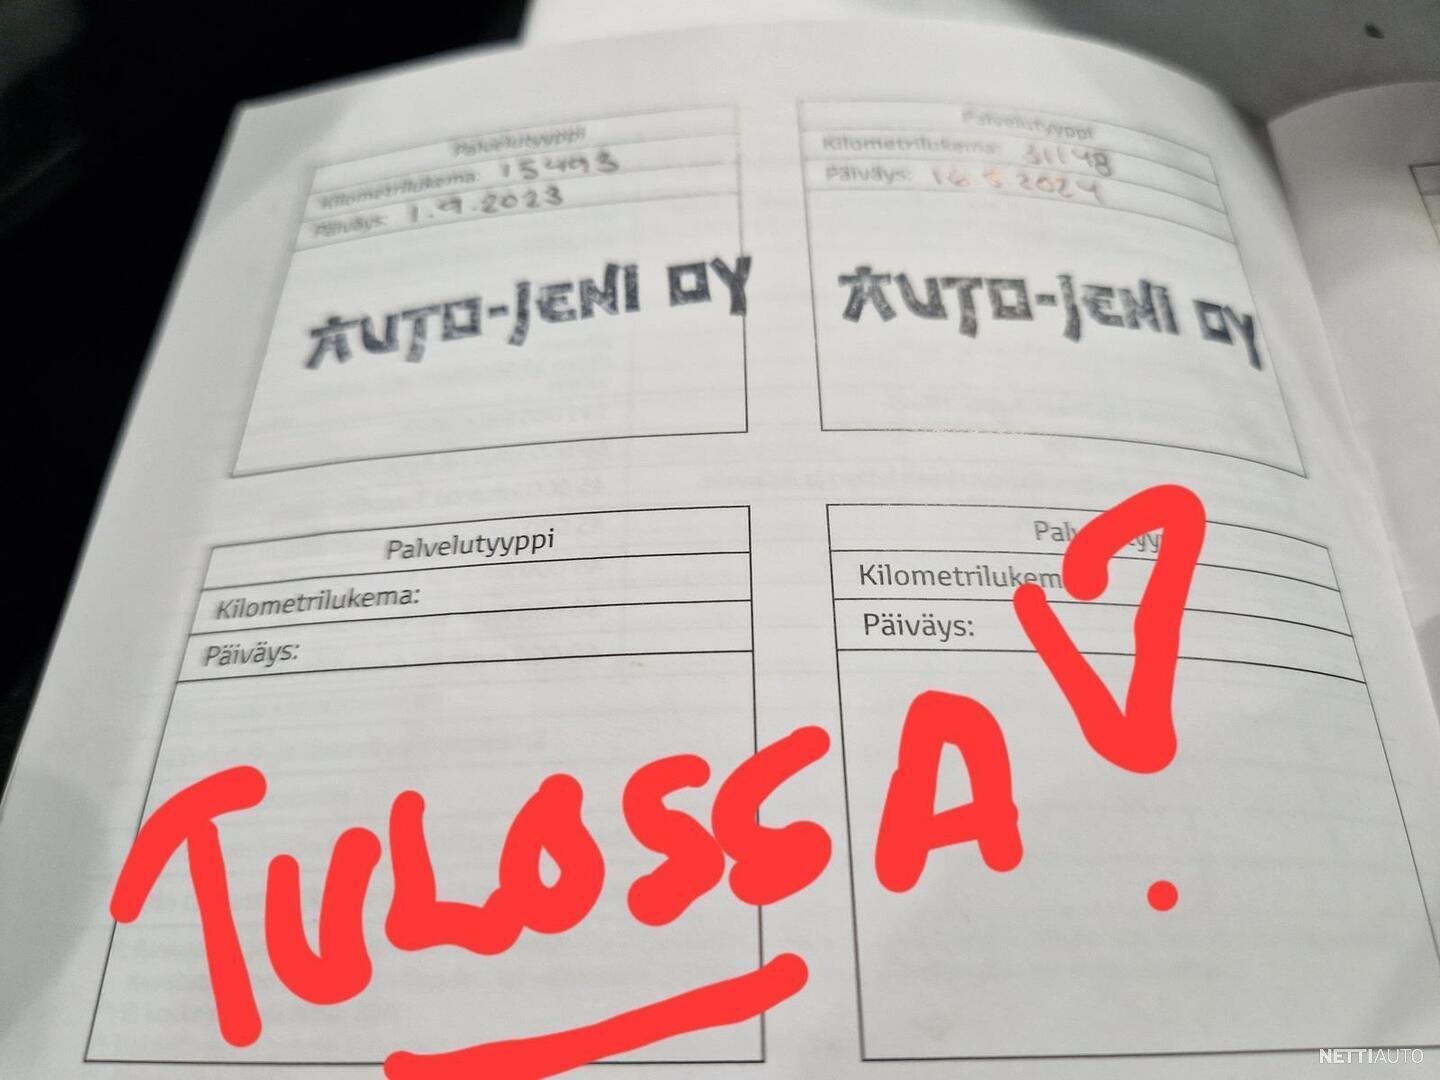 Palvelutyyppi
Kilometrilukema: 15493
Päiväys: 1.9.2023
AUTO-JENI OY
Palvelutyyppi
Kilometrilukema: 31148
Päiväys: 16 5 2024
AUTO-JENI OY
Palvelutyyppi
Kilometrilukema:
Päiväys:
Kilometrilukem
Päiväys:
TULOSSA
NETTIAUTO